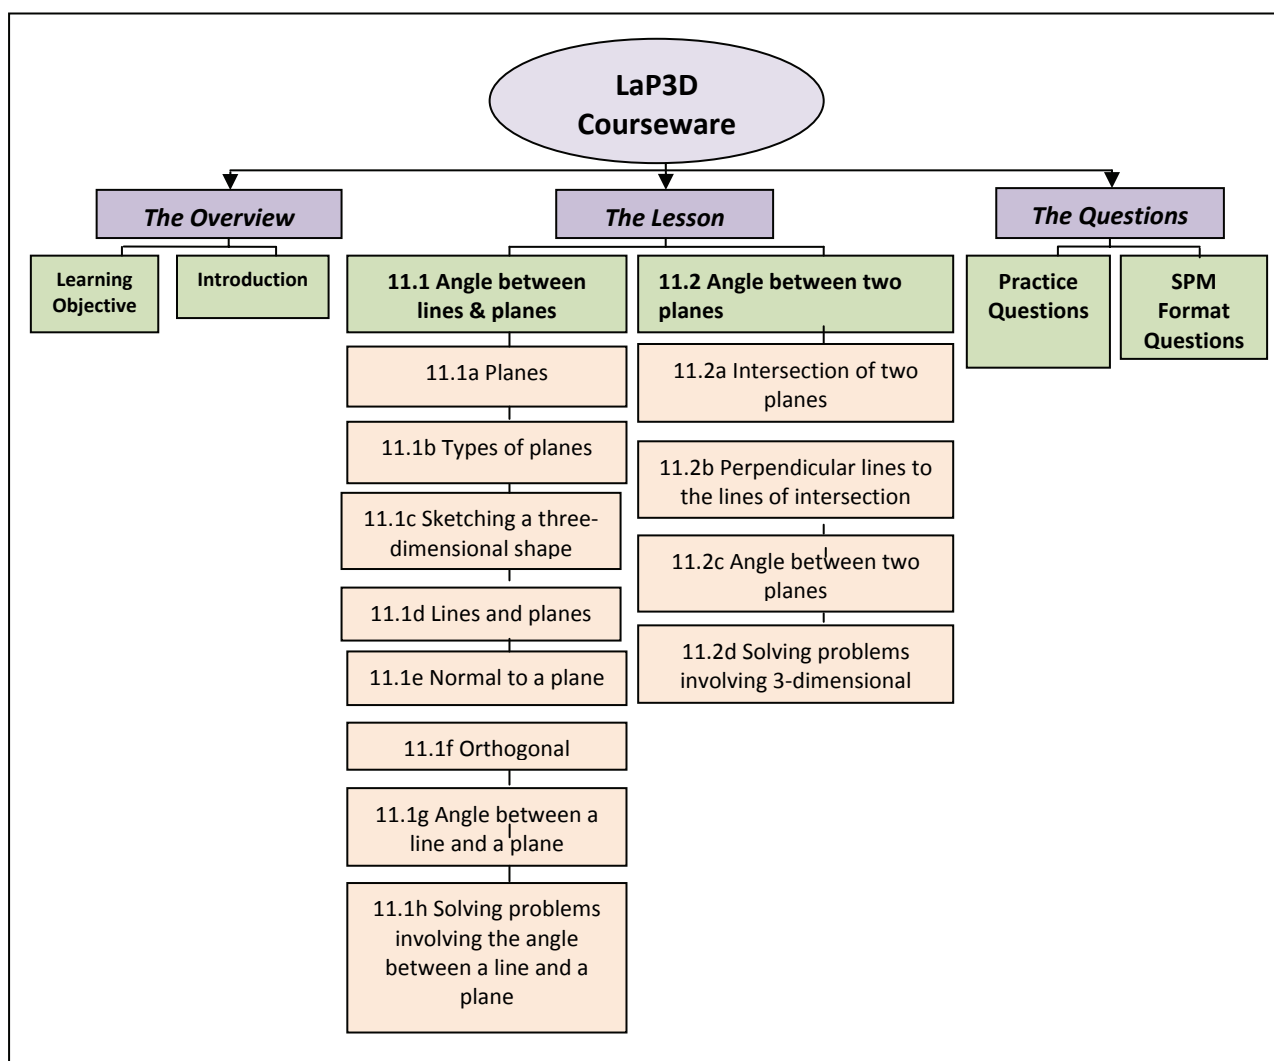 LaP3D
Courseware
The Overview
The Lesson
The Questions
Learning
Objective
Introduction
11.1 Angle between
lines & planes
11.2 Angle between two
planes
Practice
Questions
SPM
Format
Questions
11.1a Planes
11.1b Types of planes
11.1c Sketching a three-
dimensional shape
11.1d Lines and planes
11.1e Normal to a plane
11.1f Orthogonal
11.1g Angle between a
line and a plane
11.1h Solving problems
involving the angle
between a line and a
plane
11.2a Intersection of two
planes
11.2b Perpendicular lines to
the lines of intersection
11.2c Angle between two
planes
11.2d Solving problems
involving 3-dimensional